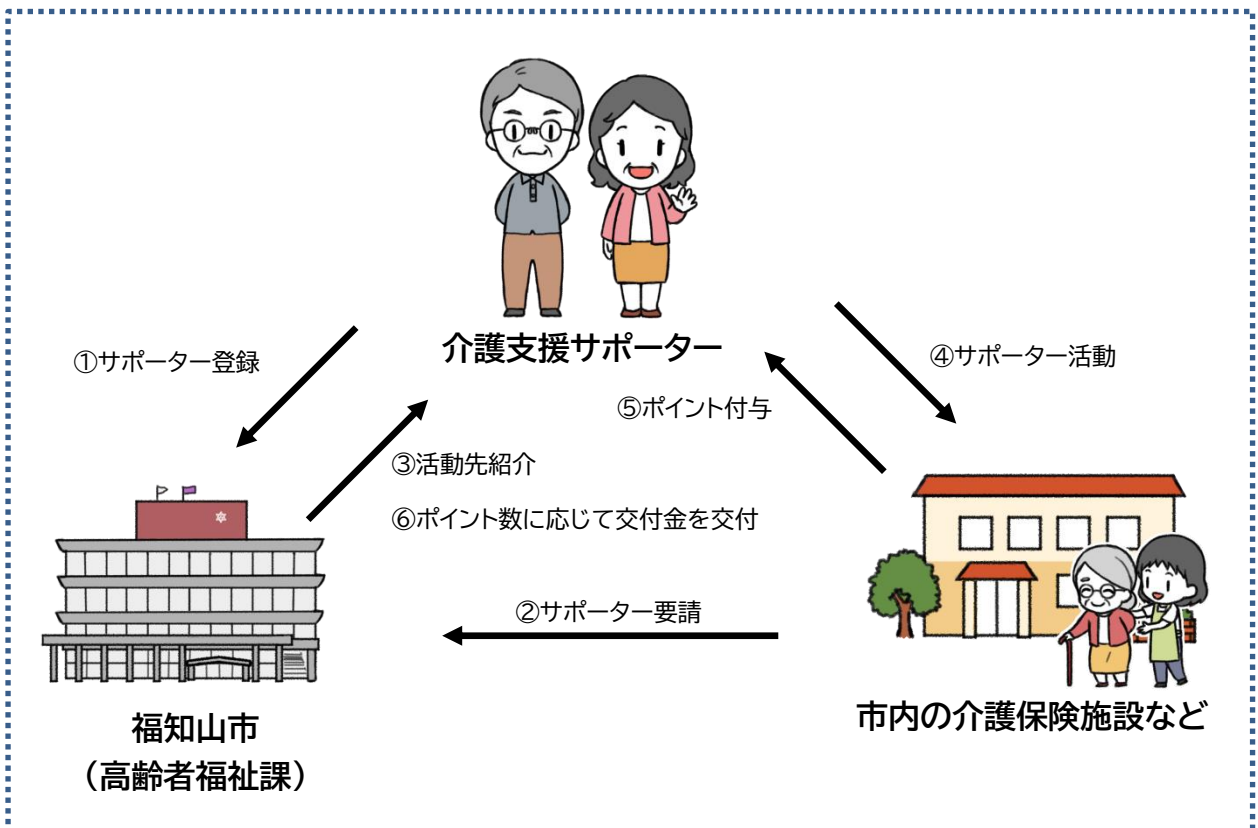 介護支援サポーター
①サポーター登録
④サポーター活動
⑤ポイント付与
③活動先紹介
⑥ポイント数に応じて交付金を交付
②サポーター要請
福知山市
（高齢者福祉課）
市内の介護保険施設など